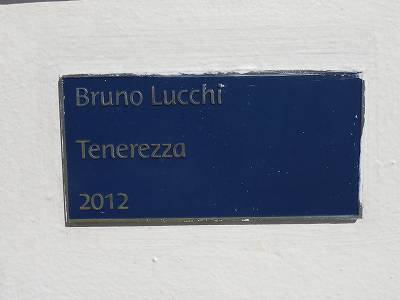 Bruno Lucchi
Tenerezza
2012